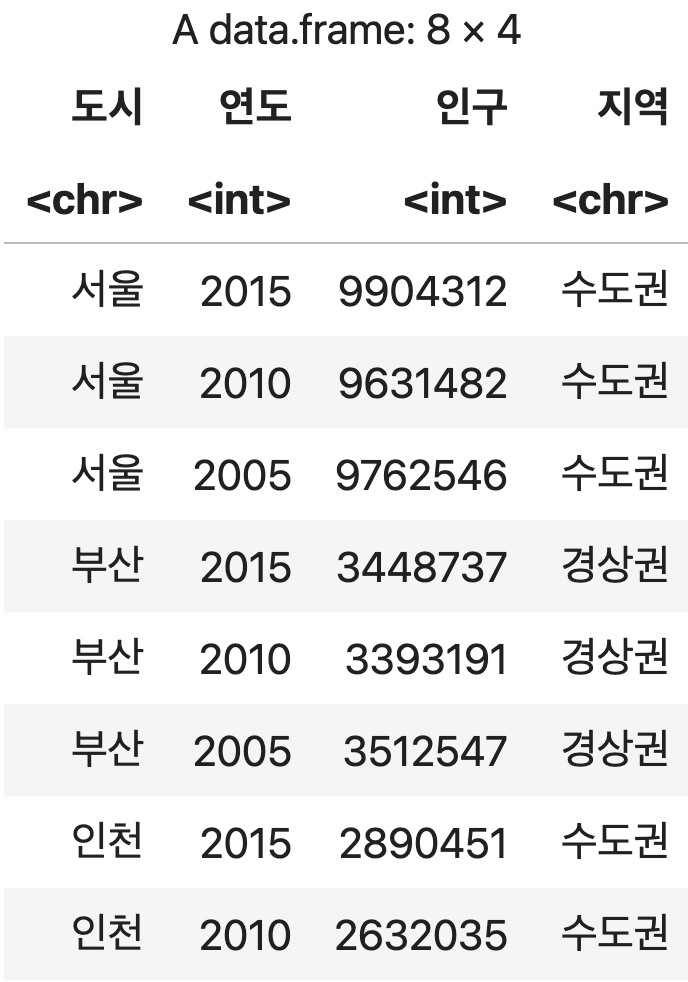 A data.frame: 8 × 4
도시 연도 인구 지역
<chr> <int> <int> <chr>
서울 2015 9904312 수도권
서울 2010 9631482 수도권
서울 2005 9762546 수도권
부산 2015 3448737 경상권
부산 2010 3393191 경상권
부산 2005 3512547 경상권
인천 2015 2890451 수도권
인천 2010 2632035 수도권